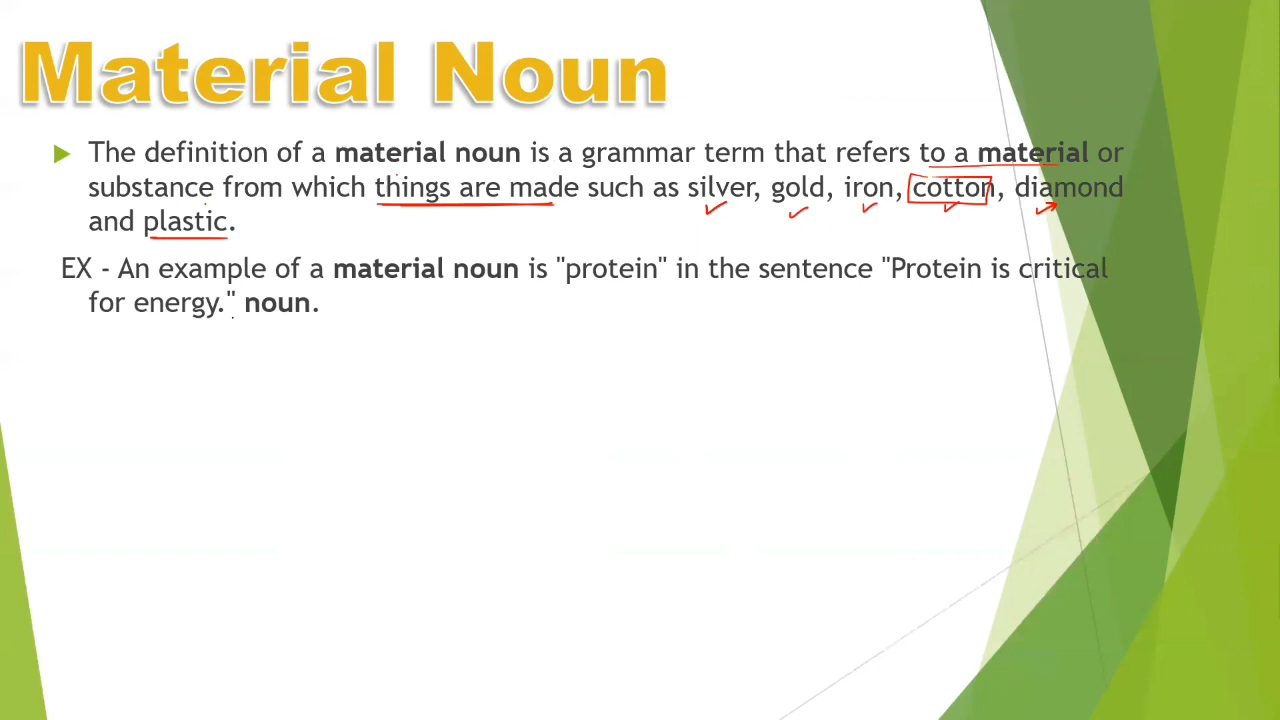 Material Noun
The definition of a material noun is a grammar term that refers to a material or
substance from which things are made such as silver, gold, iron, cotton, diamond
and plastic.
EX - An example of a material noun is "protein" in the sentence "Protein is critical
for energy." noun.